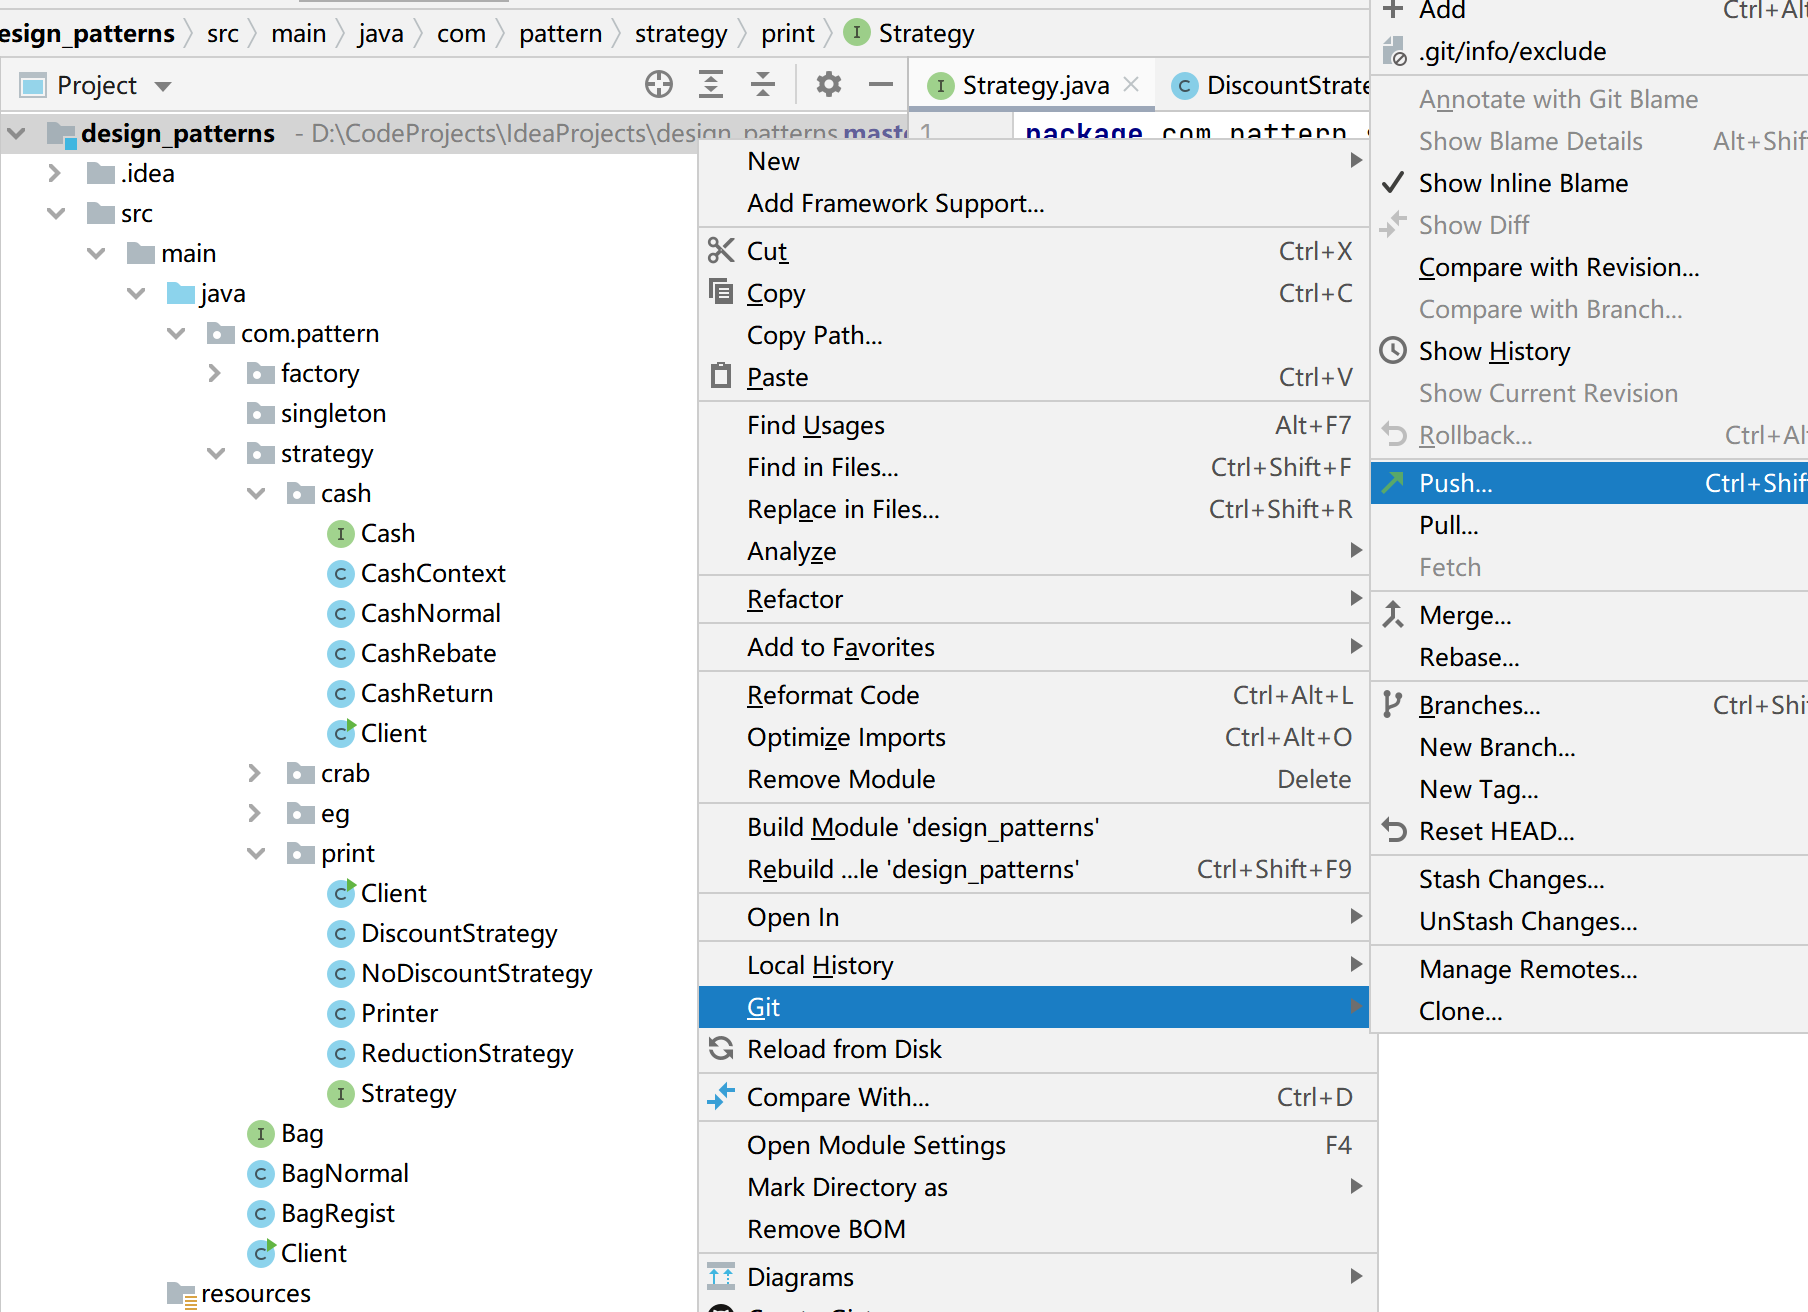 esign_patterns src main java com pattern strategy print Strategy
Project
Strategy.java
DiscountStrate
design_patterns - D:\CodeProjects\IdeaProjects\design_patterns maste
1 package com.pattern.s
.idea
src
main
java
com.pattern
factory
singleton
strategy
cash
Cash
CashContext
CashNormal
CashRebate
CashReturn
Client
crab
eg
print
Client
DiscountStrategy
NoDiscountStrategy
Printer
ReductionStrategy
Strategy
Bag
BagNormal
BagRegist
Client
resources
New
Add Framework Support...
Cut Ctrl+X
Copy Ctrl+C
Copy Path...
Paste Ctrl+V
Find Usages Alt+F7
Find in Files... Ctrl+Shift+F
Replace in Files... Ctrl+Shift+R
Analyze
Refactor
Add to Favorites
Reformat Code Ctrl+Alt+L
Optimize Imports Ctrl+Alt+O
Remove Module Delete
Build Module 'design_patterns'
Rebuild ...le 'design_patterns' Ctrl+Shift+F9
Open In
Local History
Git
Reload from Disk
Compare With... Ctrl+D
Open Module Settings F4
Mark Directory as
Remove BOM
Diagrams
Add Ctrl+Alt
.git/info/exclude
Annotate with Git Blame
Show Blame Details Alt+Shif
Show Inline Blame
Show Diff
Compare with Revision...
Compare with Branch...
Show History
Show Current Revision
Rollback... Ctrl+Al
Push... Ctrl+Shif
Pull...
Fetch
Merge...
Rebase...
Branches... Ctrl+Shi
New Branch...
New Tag...
Reset HEAD...
Stash Changes...
UnStash Changes...
Manage Remotes...
Clone...